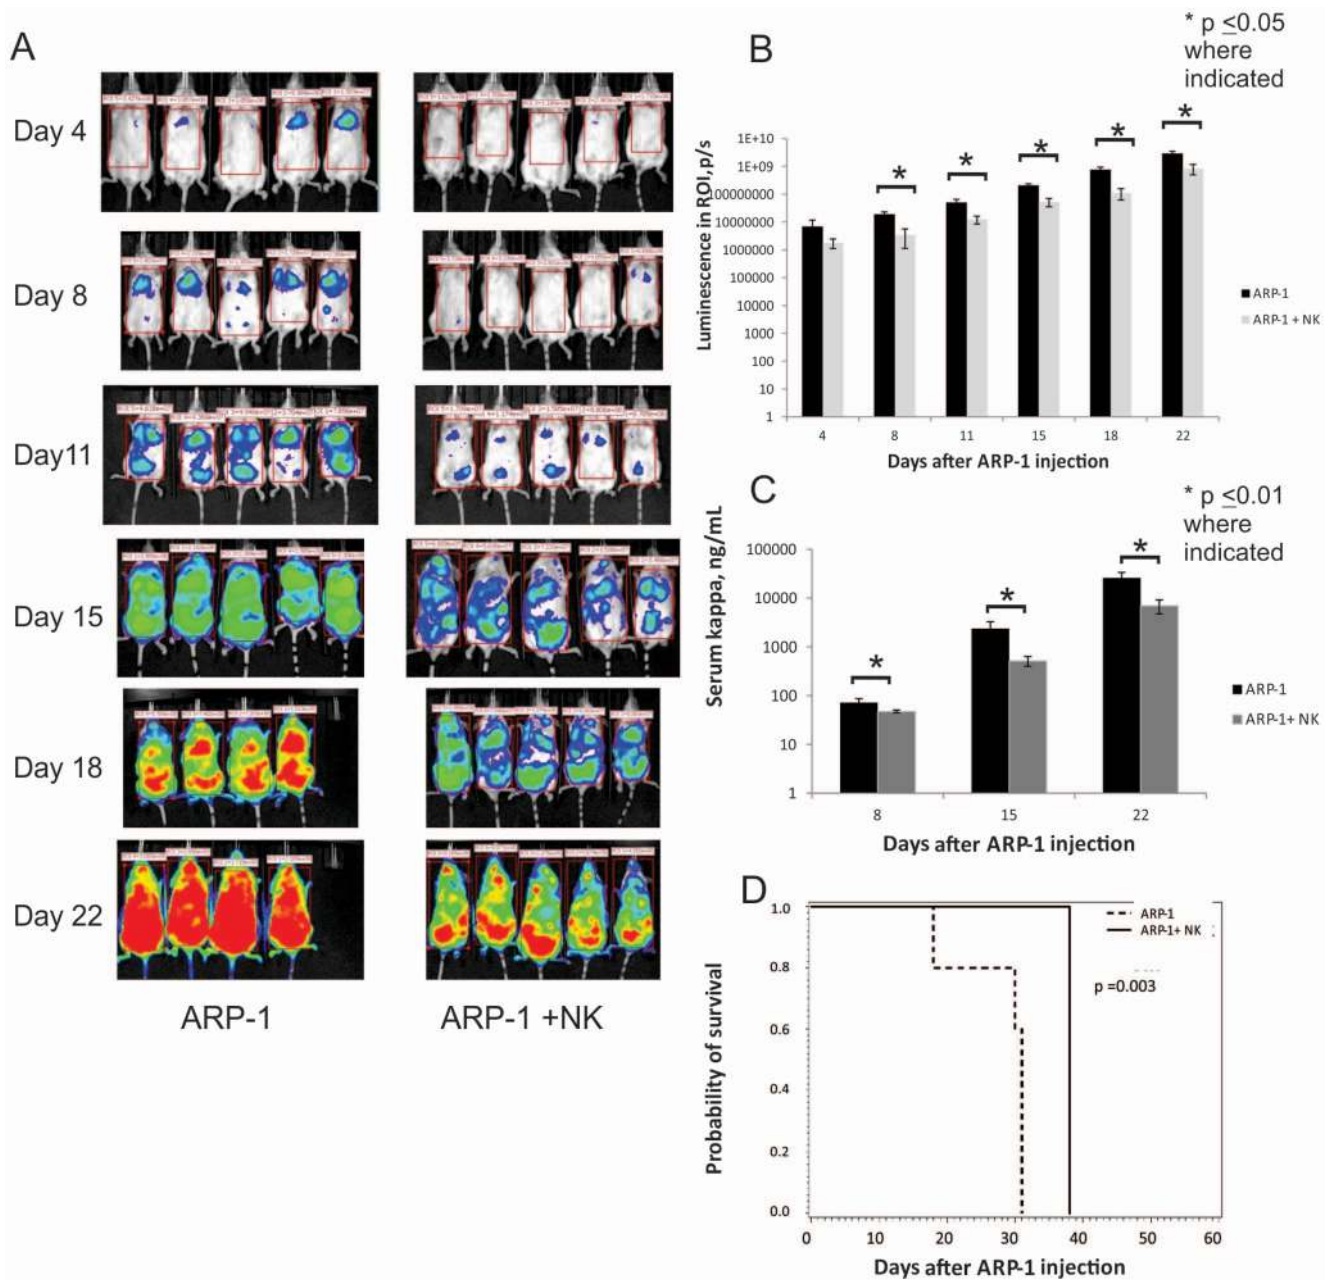 A
Day 4
Day 8
Day11
Day 15
Day 18
Day 22
ARP-1
ARP-1 +NK
B
* p ≤0.05
where
indicated
Luminescence in ROI,p/s
1E+10
1E+09
100000000
10000000
1000000
100000
10000
1000
100
10
1
* * * * *
4 8 11 15 18 22
Days after ARP-1 injection
ARP-1
ARP-1 + NK
C
* p ≤0.01
where
indicated
Serum kappa, ng/mL
100000
10000
1000
100
10
1
* * *
8 15 22
Days after ARP-1 injection
ARP-1
ARP-1+ NK
D
Probability of survival
1.0
0.8
0.6
0.4
0.2
0.0
ARP-1
ARP-1+ NK
p =0.003
0 10 20 30 40 50 60
Days after ARP-1 injection